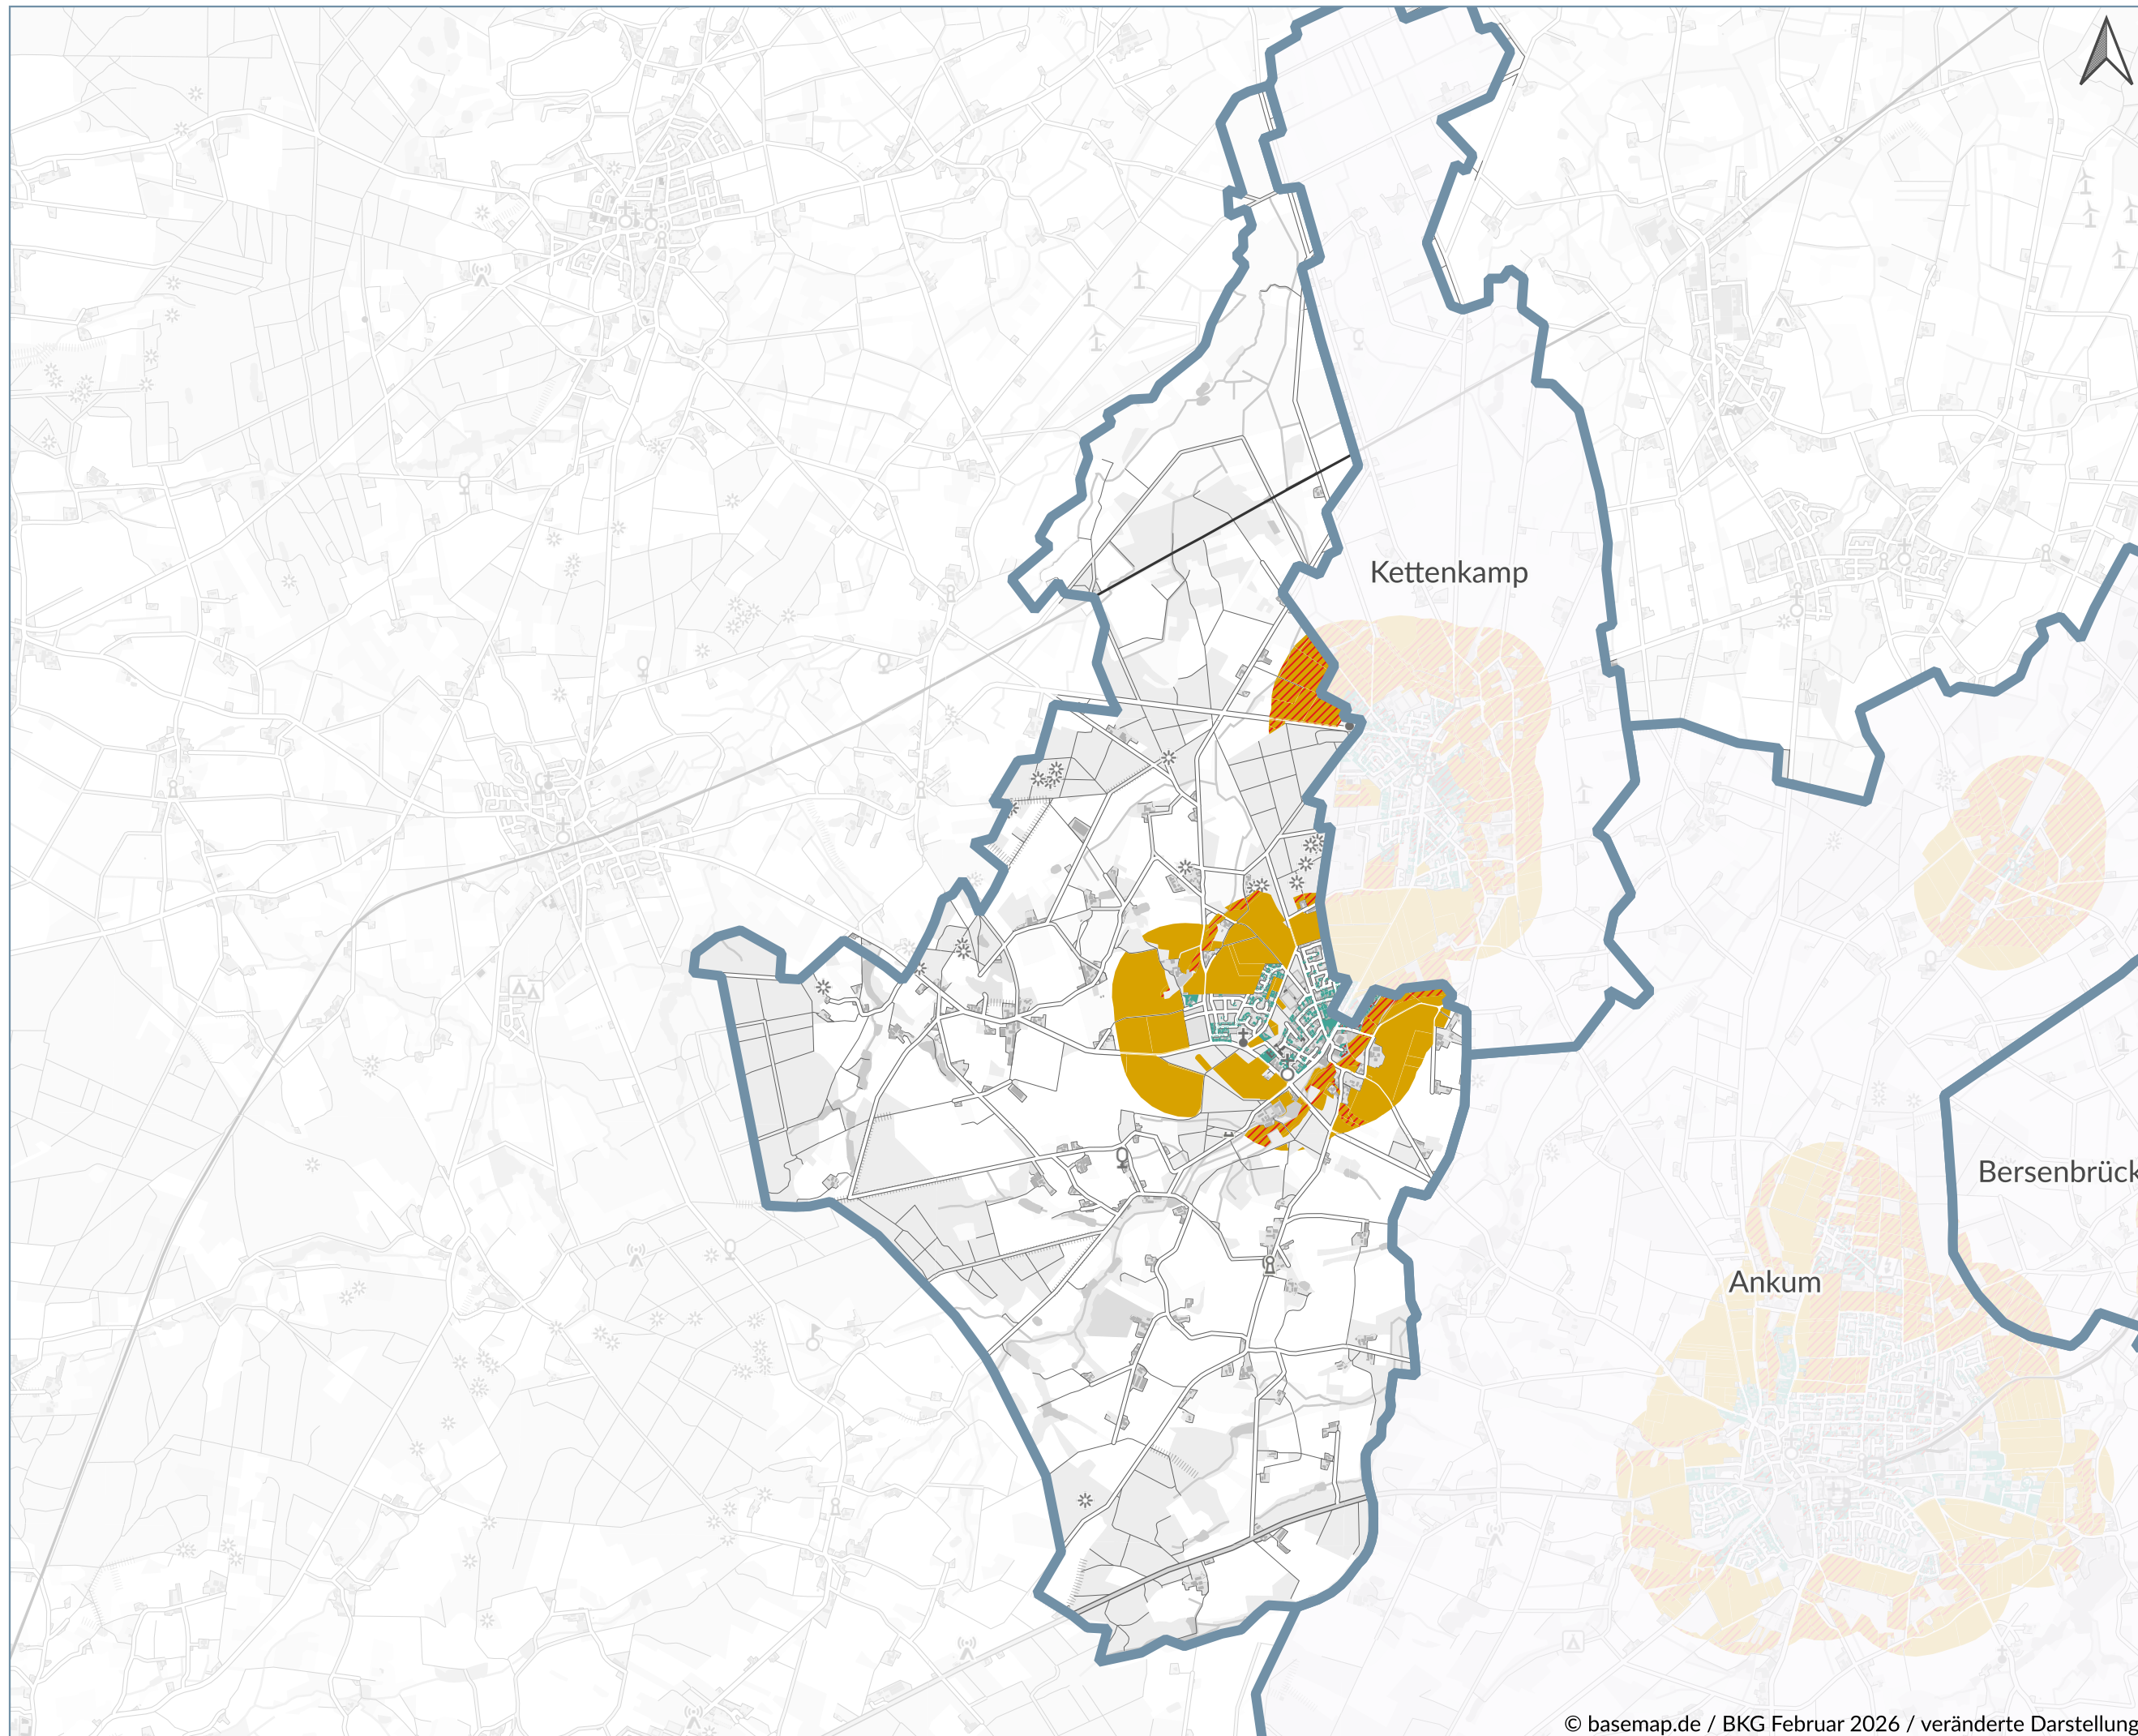 Kettenkamp
Bersenbrück
Ankum
© basemap.de / BKG Februar 2026 / veränderte Darstellung